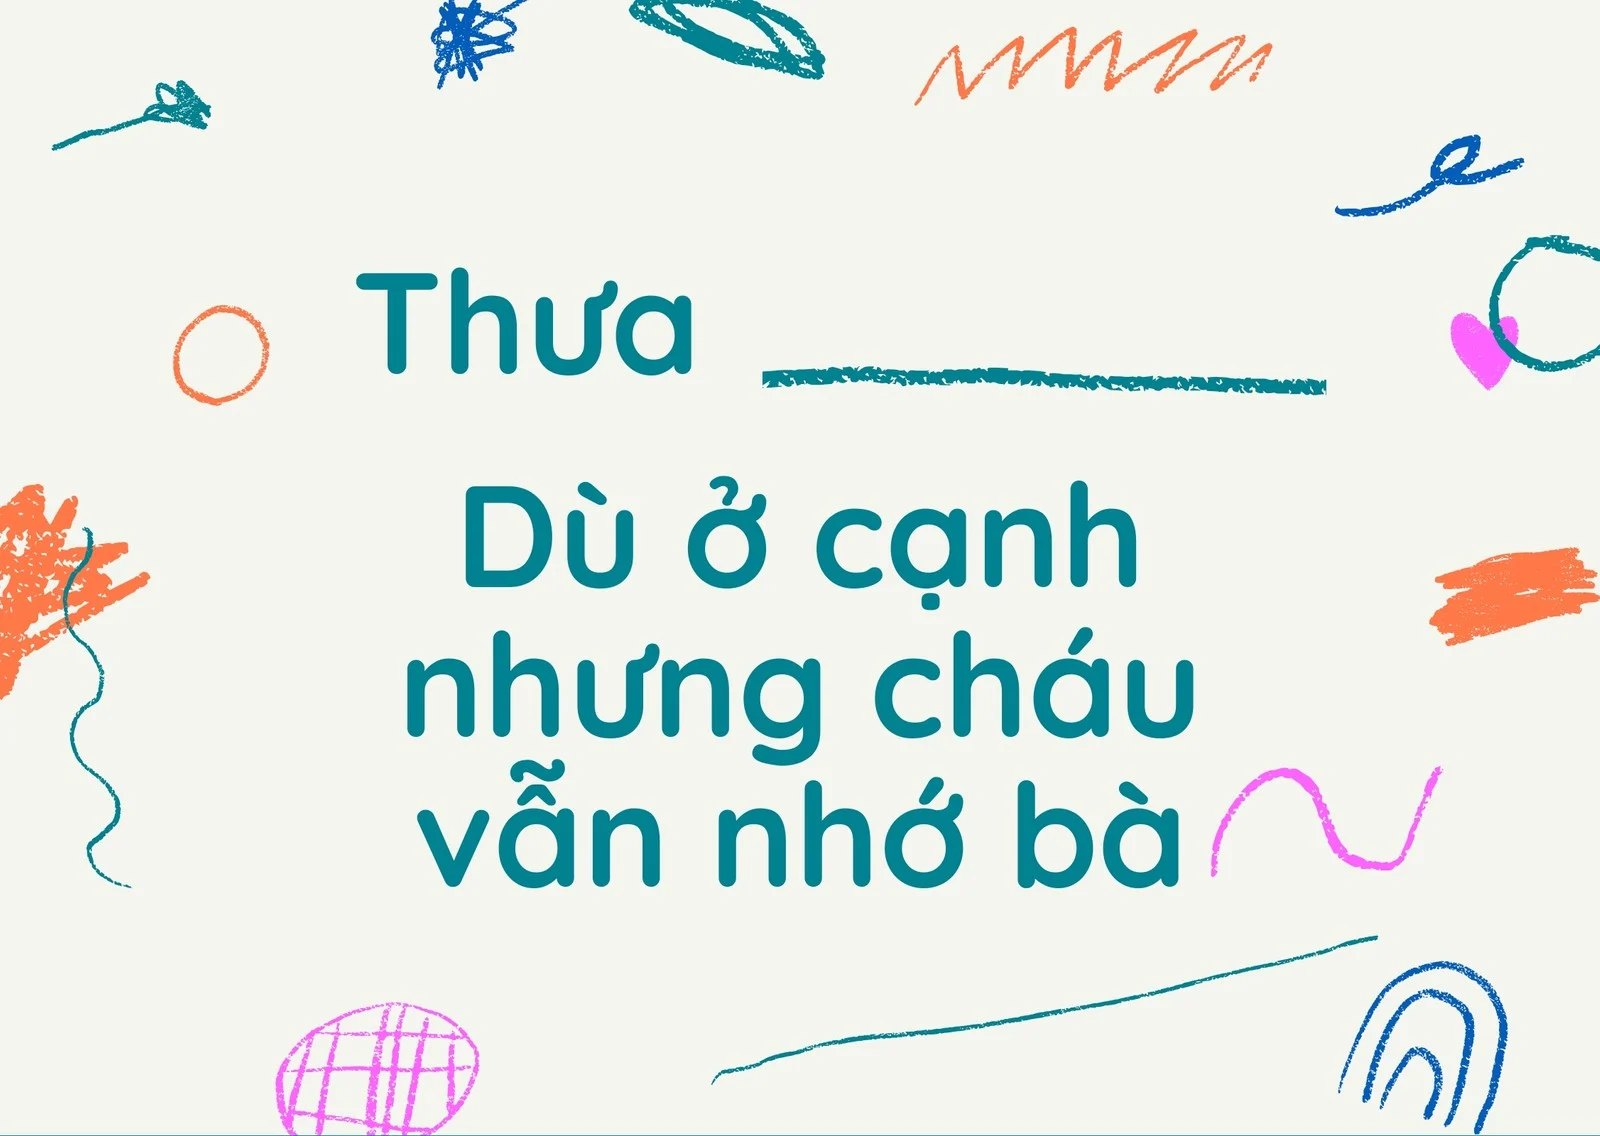 Thưa
Dù ở cạnh
nhưng cháu
vẫn nhớ bà